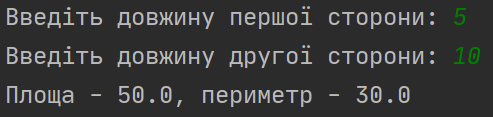 Введіть довжину першої сторони: 5
Введіть довжину другої сторони: 10
Площа - 50.0, периметр - 30.0